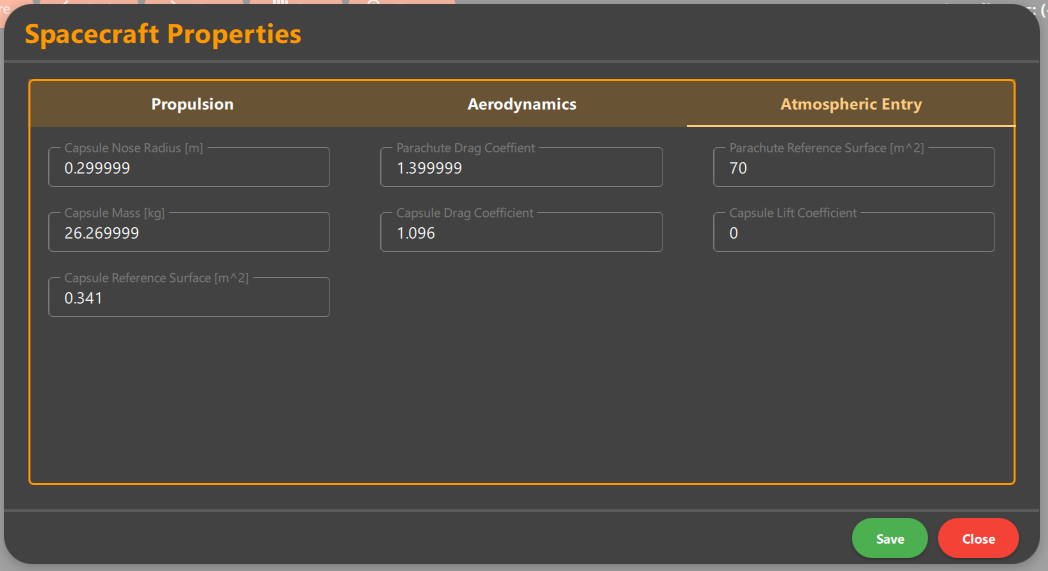 Spacecraft Properties
Propulsion Aerodynamics Atmospheric Entry
Capsule Nose Radius [m] Parachute Drag Coeffient Parachute Reference Surface [m^2]
0.299999 1.399999 70
Capsule Mass [kg] Capsule Drag Coefficient Capsule Lift Coefficient
26.269999 1.096 0
Capsule Reference Surface [m^2]
0.341
Save Close